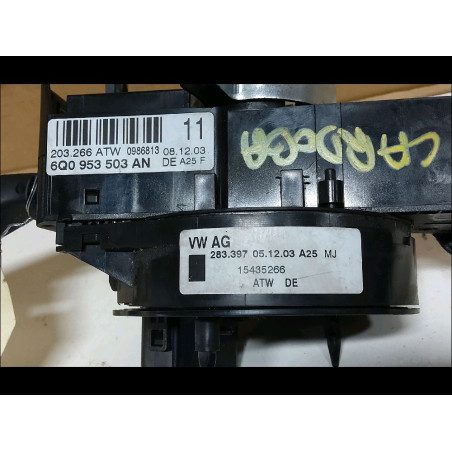 11
203.266 ATW 0986813 08.12.03
6Q0 953 503 AN DE A25 F
CARDOBA
VW AG
283.397 05.12.03 A25 MJ
15435266
ATW DE